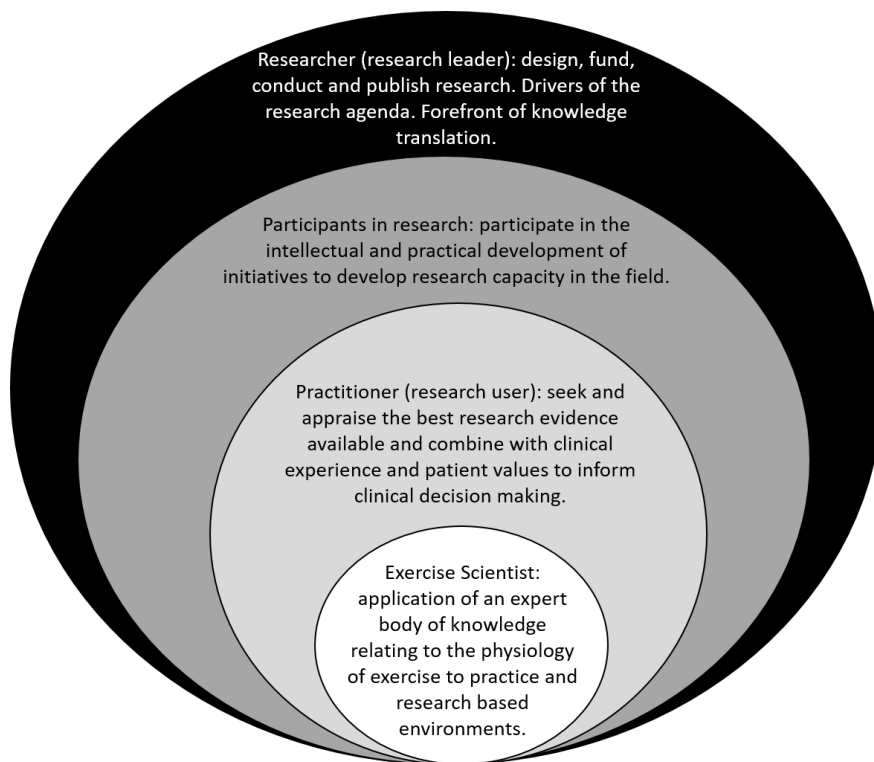 Researcher (research leader): design, fund,
conduct and publish research. Drivers of the
research agenda. Forefront of knowledge
translation.
Participants in research: participate in the
intellectual and practical development of
initiatives to develop research capacity in the field.
Practitioner (research user): seek and
appraise the best research evidence
available and combine with clinical
experience and patient values to inform
clinical decision making.
Exercise Scientist:
application of an expert
body of knowledge
relating to the physiology
of exercise to practice and
research based
environments.